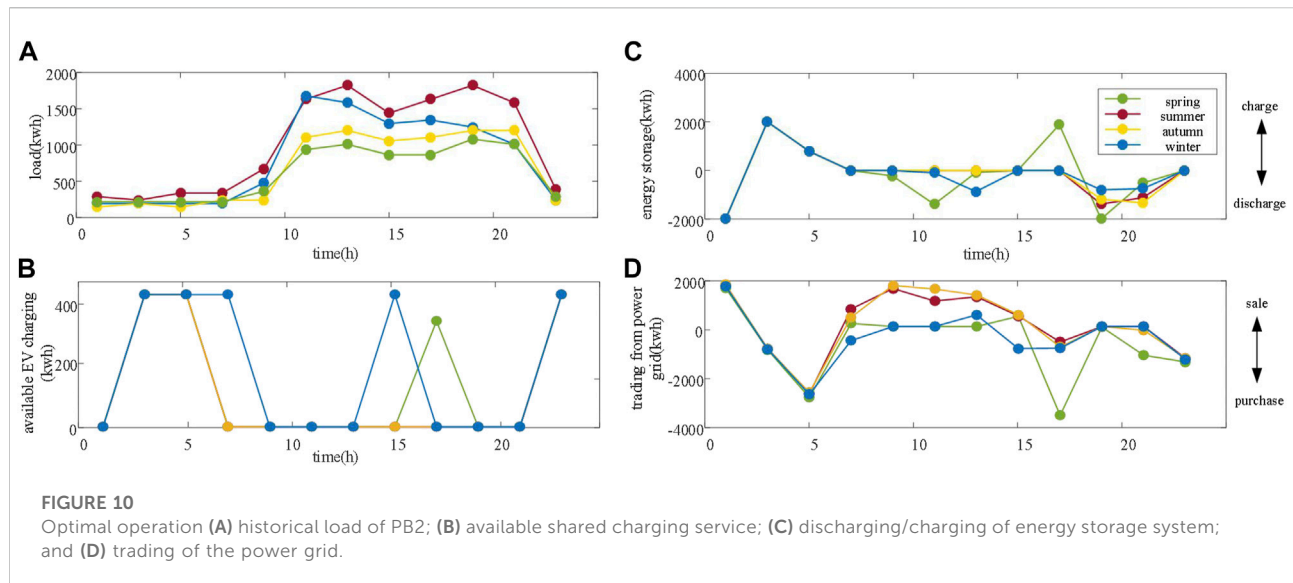 A
2000
1500
1000
500
0
load(kwh)
0 5 10 15 20
time(h)
B
400
200
0
available EV charging
(kwh)
0 5 10 15 20
time(h)
C
4000
2000
0
-2000
energy storage(kwh)
0 5 10 15 20
time(h)
spring
summer
autumn
winter
charge
discharge
D
2000
0
-2000
-4000
trading from power
grid(kwh)
0 5 10 15 20
sale
purchase
FIGURE 10
Optimal operation (A) historical load of PB2; (B) available shared charging service; (C) discharging/charging of energy storage system;
and (D) trading of the power grid.